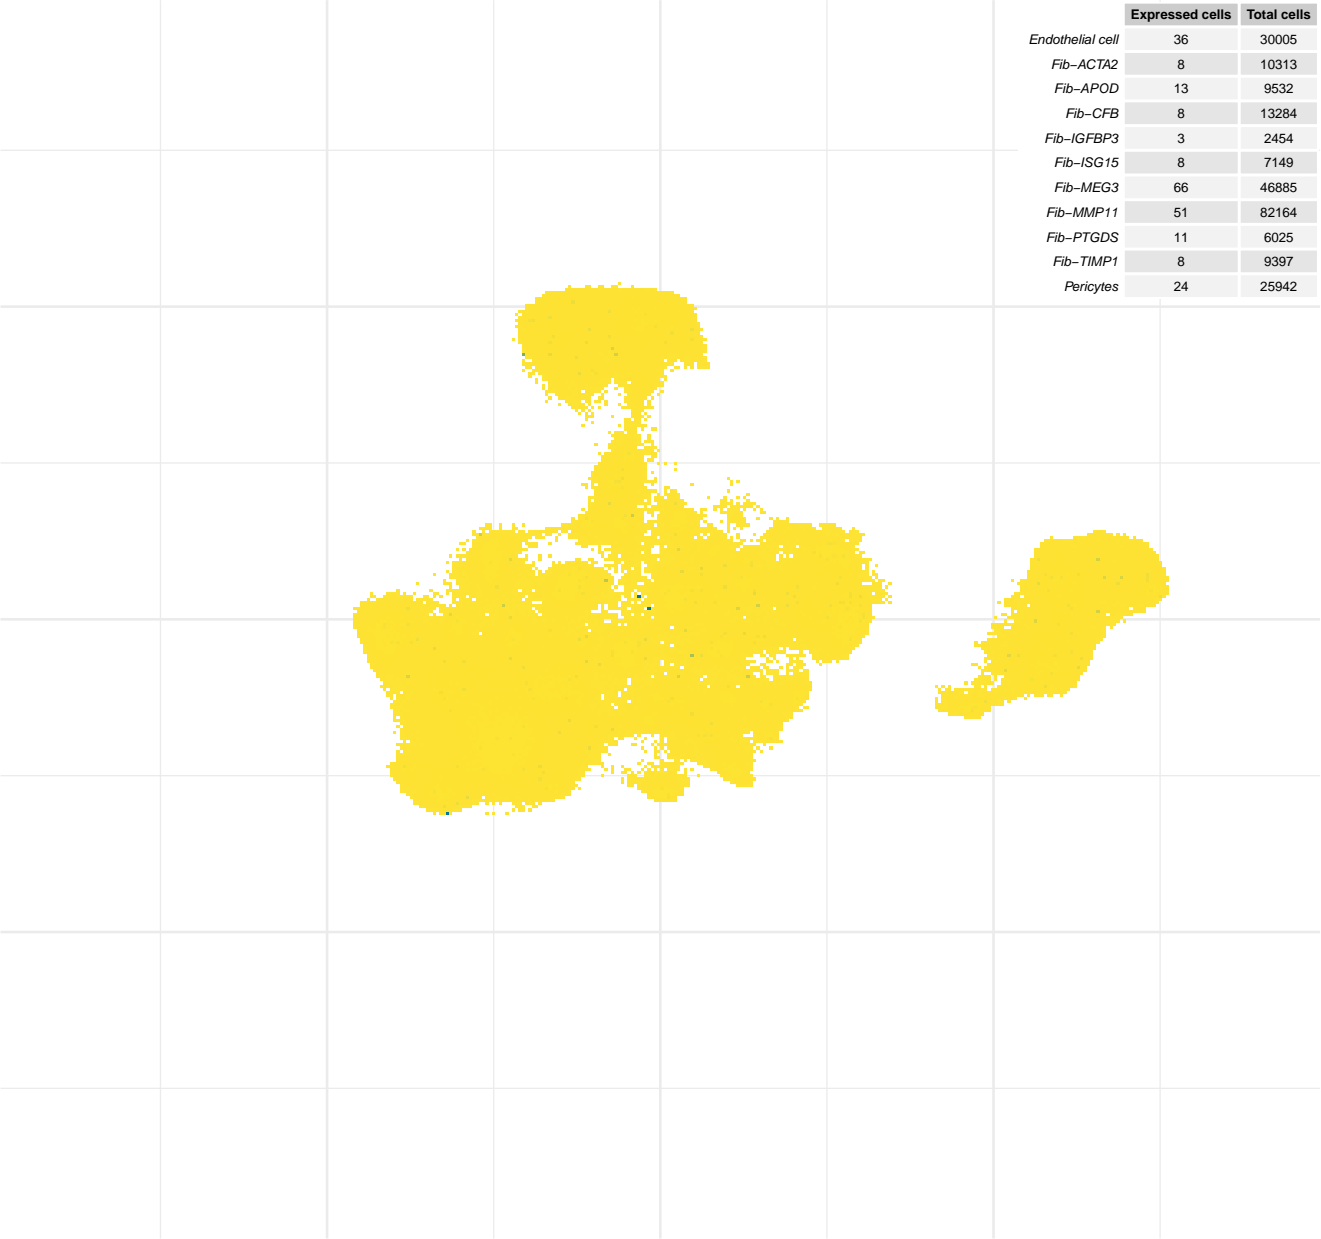 Expressed cells Total cells
Endothelial cell 36 30005
Fib−ACTA2 8 10313
Fib−APOD 13 9532
Fib−CFB 8 13284
Fib−IGFBP3 3 2454
Fib−ISG15 8 7149
Fib−MEG3 66 46885
Fib−MMP11 51 82164
Fib−PTGDS 11 6025
Fib−TIMP1 8 9397
Pericytes 24 25942